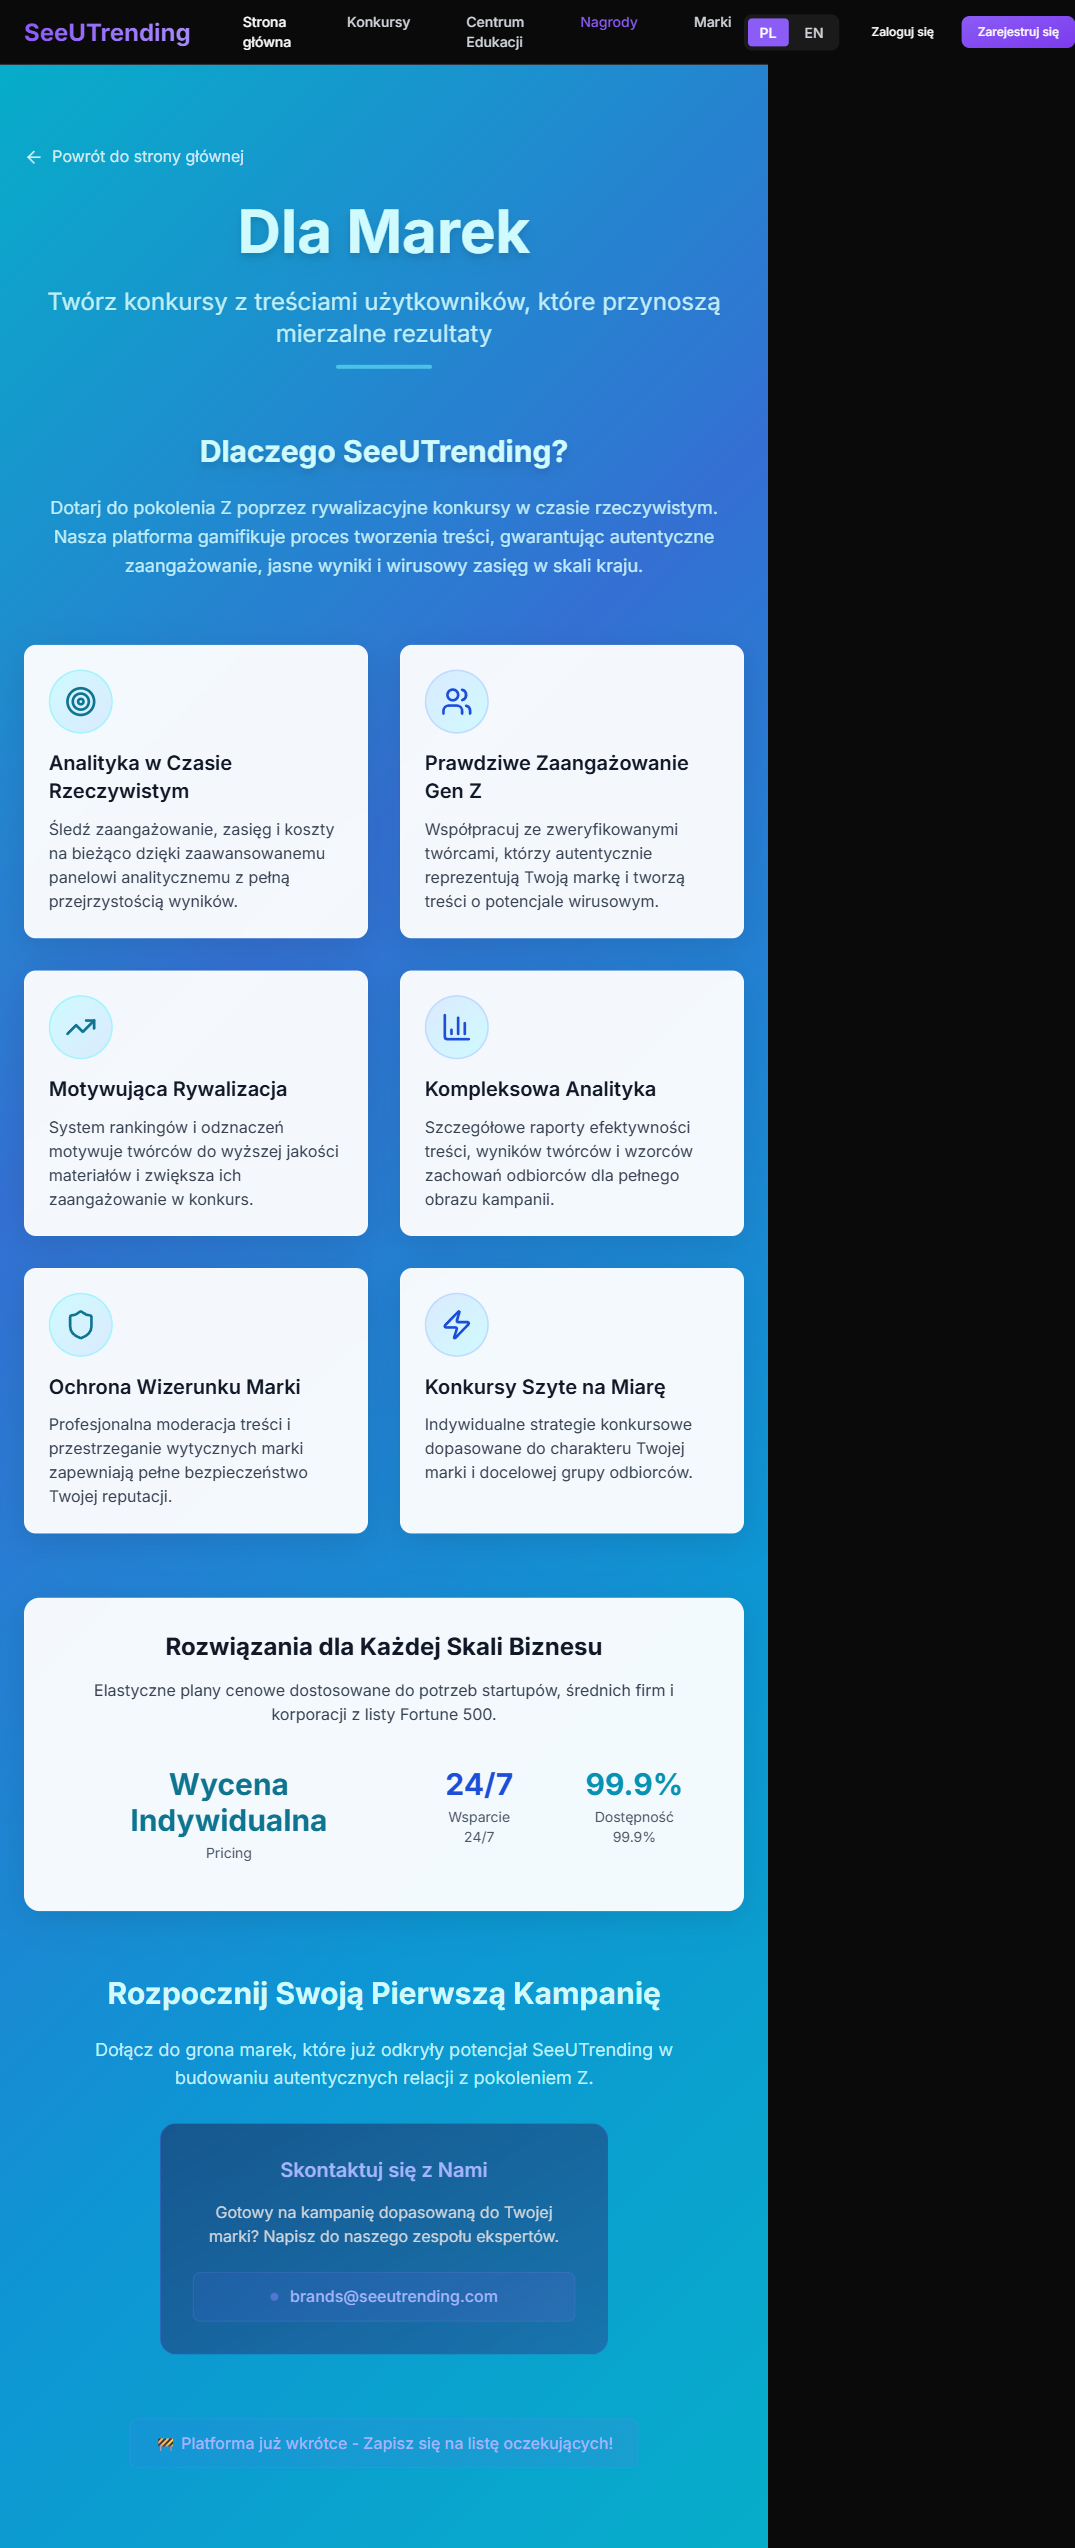 SeeUTrending
Strona
główna
Konkursy
Centrum
Edukacji
Nagrody
Marki
PL
EN
Zaloguj się
Zarejestruj się
Powrót do strony głównej
Dla Marek
Twórz konkursy z treściami użytkowników, które przynoszą
mierzalne rezultaty
Dlaczego SeeUTrending?
Dotarj do pokolenia Z poprzez rywalizacyjne konkursy w czasie rzeczywistym.
Nasza platforma gamifikuje proces tworzenia treści, gwarantując autentyczne
zaangażowanie, jasne wyniki i wirusowy zasięg w skali kraju.
Analityka w Czasie
Rzeczywistym
Śledź zaangażowanie, zasięg i koszty
na bieżąco dzięki zaawansowanemu
panelowi analitycznemu z pełną
przejrzystością wyników.
Prawdziwe Zaangażowanie
Gen Z
Współpracuj ze zweryfikowanymi
twórcami, którzy autentycznie
reprezentują Twoją markę i tworzą
treści o potencjale wirusowym.
Motywująca Rywalizacja
System rankingów i odznaczeń
motywuje twórców do wyższej jakości
materiałów i zwiększa ich
zaangażowanie w konkurs.
Kompleksowa Analityka
Szczegółowe raporty efektywności
treści, wyników twórców i wzorców
zachowań odbiorców dla pełnego
obrazu kampanii.
Ochrona Wizerunku Marki
Profesjonalna moderacja treści i
przestrzeganie wytycznych marki
zapewniają pełne bezpieczeństwo
Twojej reputacji.
Konkursy Szyte na Miarę
Indywidualne strategie konkursowe
dopasowane do charakteru Twojej
marki i docelowej grupy odbiorców.
Rozwiązania dla Każdej Skali Biznesu
Elastyczne plany cenowe dostosowane do potrzeb startupów, średnich firm i
korporacji z listy Fortune 500.
Wycena
Indywidualna
Pricing
24/7
Wsparcie
24/7
99.9%
Dostępność
99.9%
Rozpocznij Swoją Pierwszą Kampanię
Dołącz do grona marek, które już odkryły potencjał SeeUTrending w
budowaniu autentycznych relacji z pokoleniem Z.
Skontaktuj się z Nami
Gotowy na kampanię dopasowaną do Twojej
marki? Napisz do naszego zespołu ekspertów.
brands@seeutrending.com
🚧 Platforma już wkrótce - Zapisz się na listę oczekujących!